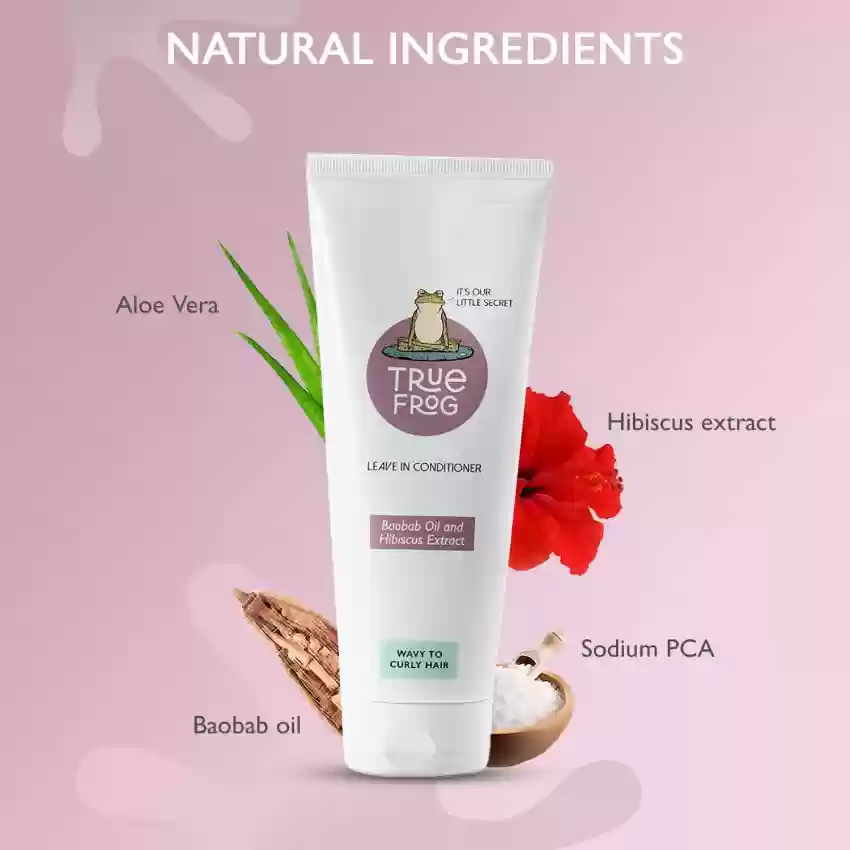 NATURAL INGREDIENTS
IT'S OUR
LITTLE SECRET
Aloe Vera
TRUE
FROG
Hibiscus extract
LEAVE IN CONDITIONER
Baobab Oil and
Hibiscus Extract
Sodium PCA
WAVY TO
CURLY HAIR
Baobab oil